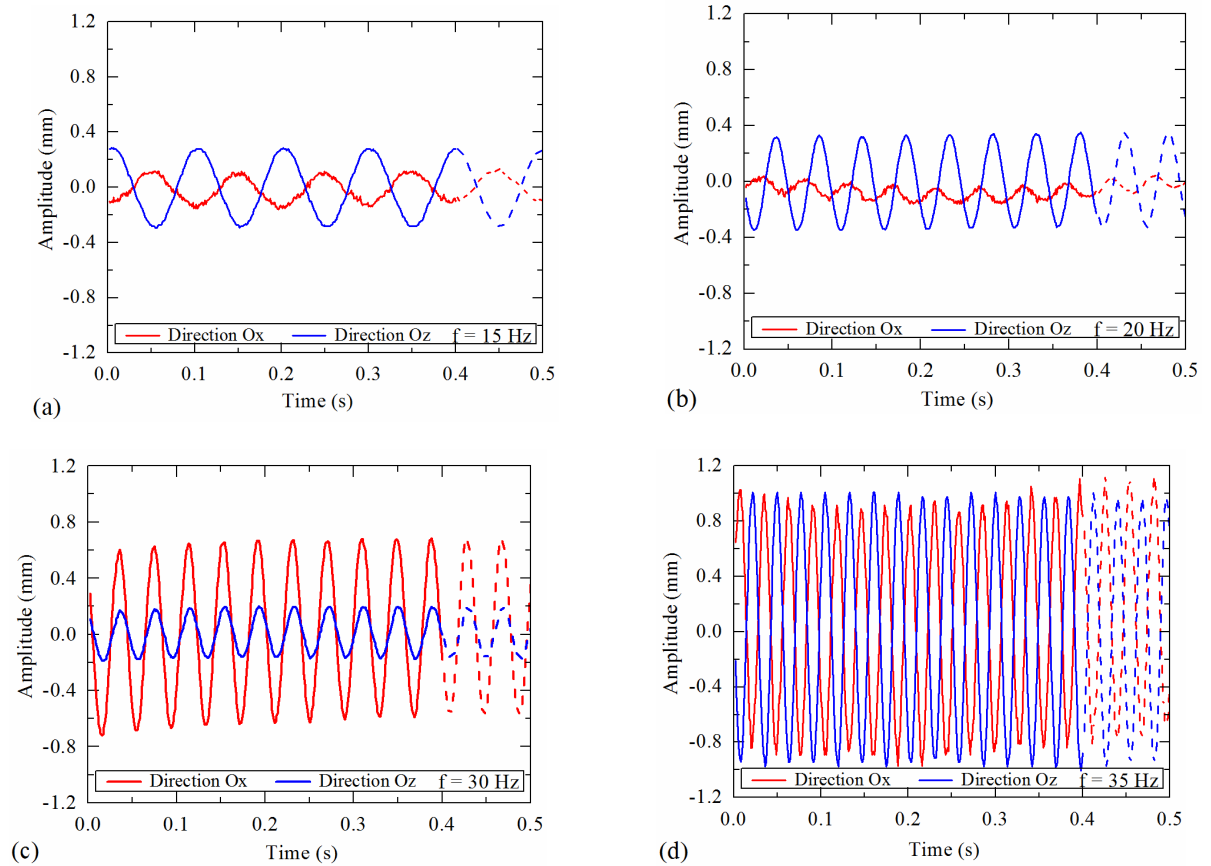 1.2
0.8
0.4
0.0
-0.4
-0.8
-1.2
Amplitude (mm)
Direction Ox Direction Oz f = 15 Hz
0.0 0.1 0.2 0.3 0.4 0.5
Time (s)
(a)
1.2
0.8
0.4
0.0
-0.4
-0.8
-1.2
Amplitude (mm)
Direction Ox Direction Oz f = 20 Hz
0.0 0.1 0.2 0.3 0.4 0.5
Time (s)
(b)
1.2
0.8
0.4
0.0
-0.4
-0.8
-1.2
Amplitude (mm)
Direction Ox Direction Oz f = 30 Hz
0.0 0.1 0.2 0.3 0.4 0.5
Time (s)
(c)
1.2
0.8
0.4
0.0
-0.4
-0.8
-1.2
Amplitude (mm)
Direction Ox Direction Oz f = 35 Hz
0.0 0.1 0.2 0.3 0.4 0.5
Time (s)
(d)